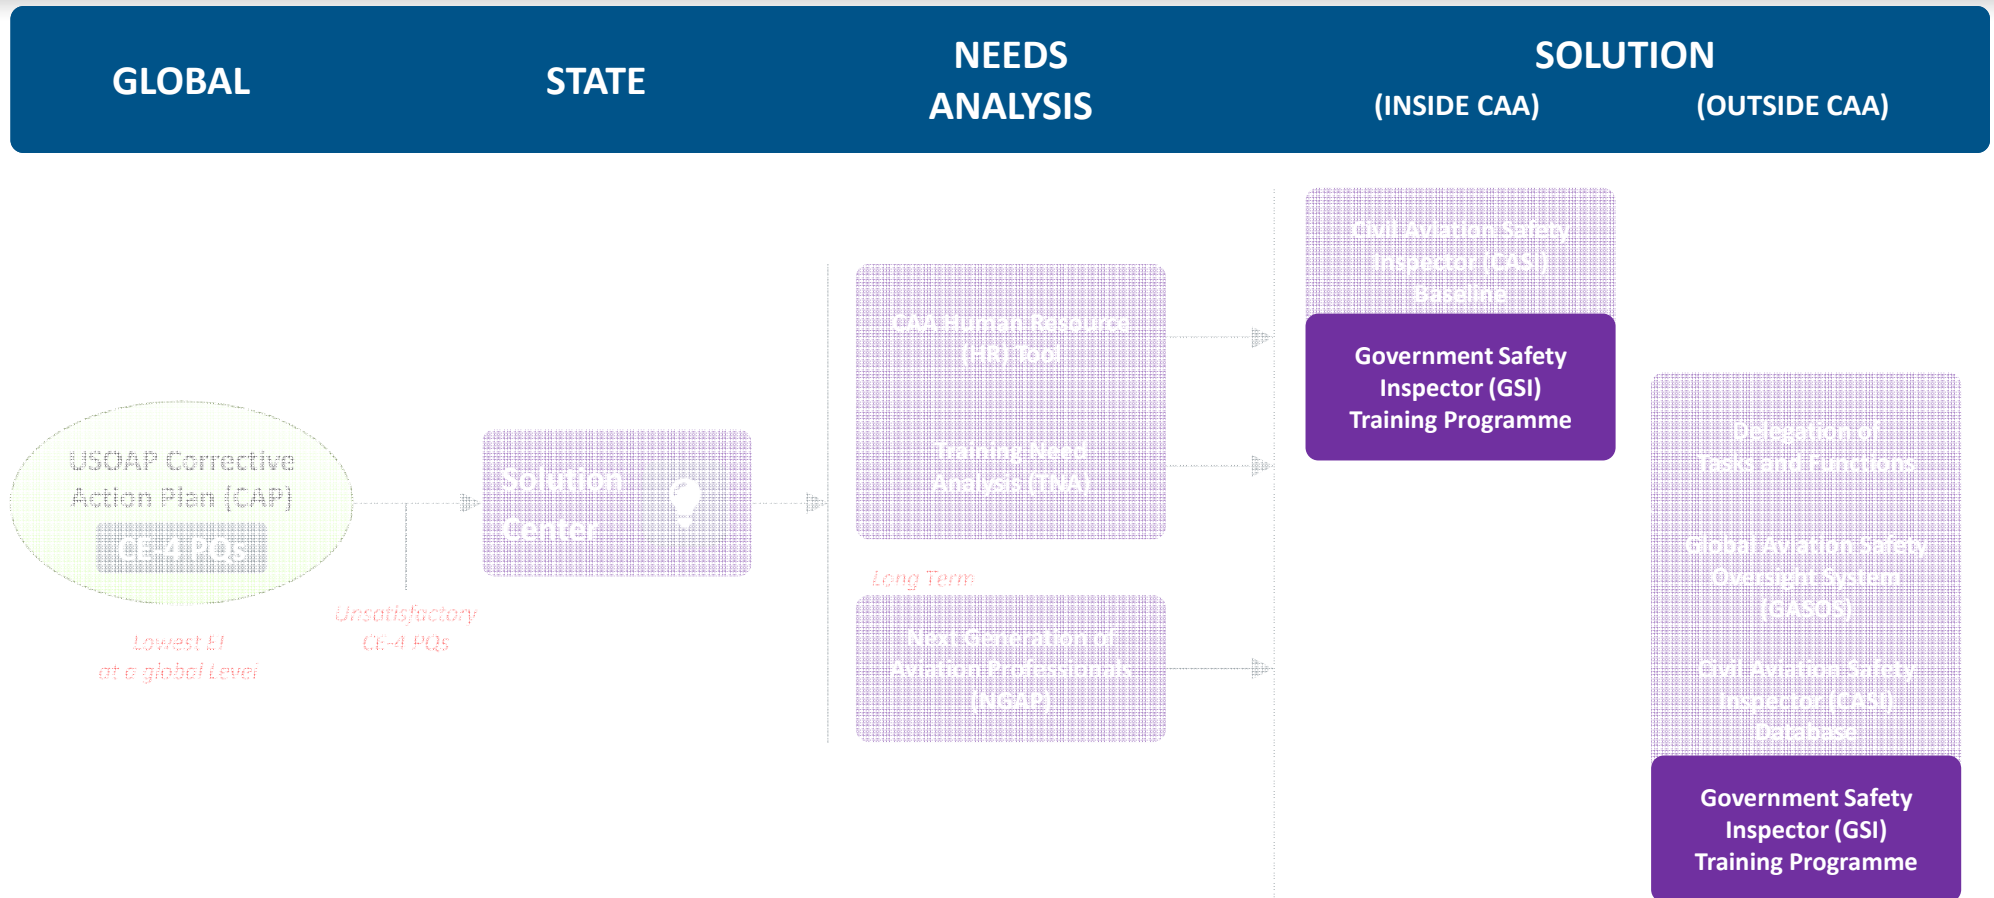 GLOBAL
STATE
NEEDS
ANALYSIS
SOLUTION
(INSIDE CAA)
(OUTSIDE CAA)
USOAP Corrective
Action Plan (CAP)
CE-4 PQs
Lowest EI
at a global Level
Unsatisfactory
CE-4 PQs
Solution
Center
CAA Human Resource
(HR) Tool
Training Need
Analysis (TNA)
Long Term
Next Generation of
Aviation Professionals
(NGAP)
Civil Aviation Safety
Inspector (CASI)
Baseline
Government Safety
Inspector (GSI)
Training Programme
Delegation of
Tasks and Functions
Global Aviation Safety
Oversight System
(GASOS)
Civil Aviation Safety
Inspector (CASI)
Database
Government Safety
Inspector (GSI)
Training Programme